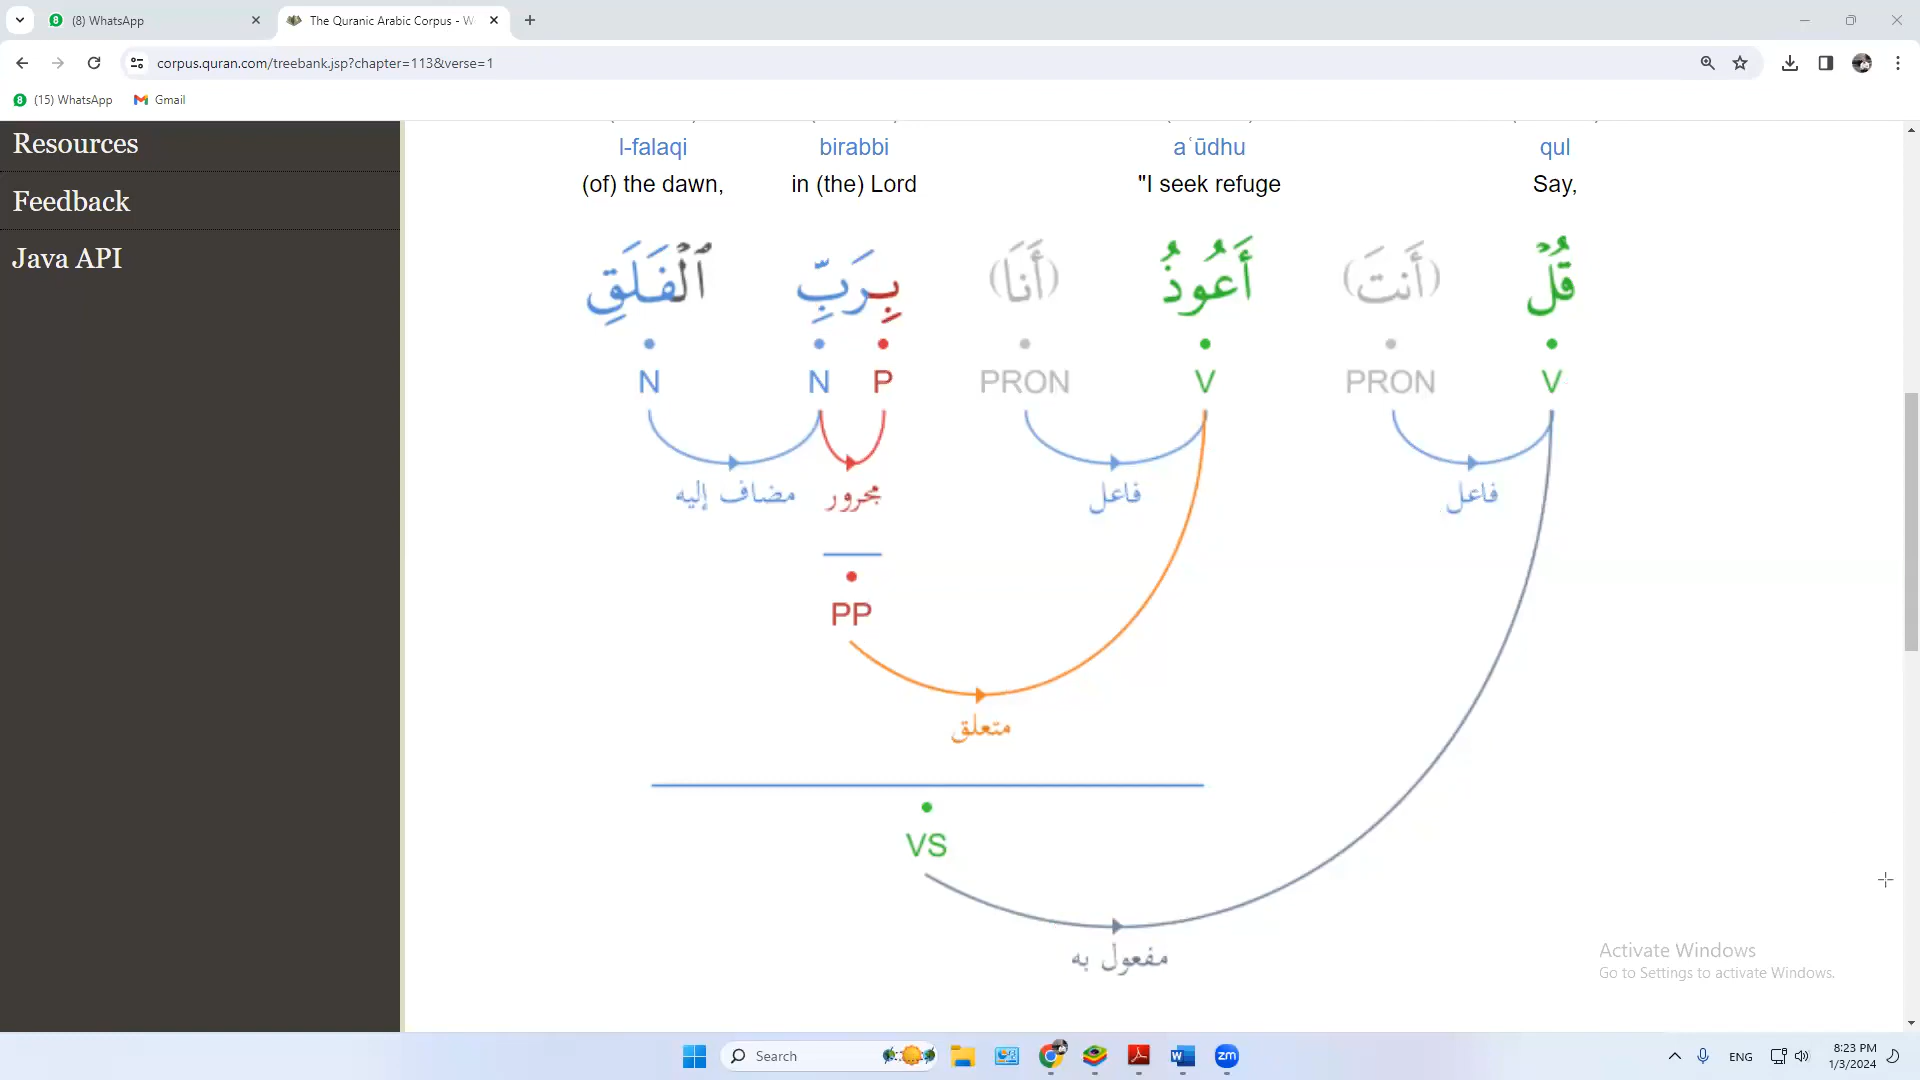 (8) WhatsApp
The Quranic Arabic Corpus - W
corpus.quran.com/treebank.jsp?chapter=113&verse=1
(15) WhatsApp
Gmail
Resources
Feedback
Java API
l-falaqi birabbi aʿūdhu qul
(of) the dawn, in (the) Lord "I seek refuge Say,
قُلْ (أَنتَ) أَعُوذُ (أَنَا) بِرَبِّ ٱلْفَلَقِ
N N P PRON V PRON V
فاعل فاعل مجرور مضاف إليه
PP
متعلق
VS
مفعول به
Activate Windows
Go to Settings to activate Windows.
Search
zm
ENG
8:23 PM
1/3/2024